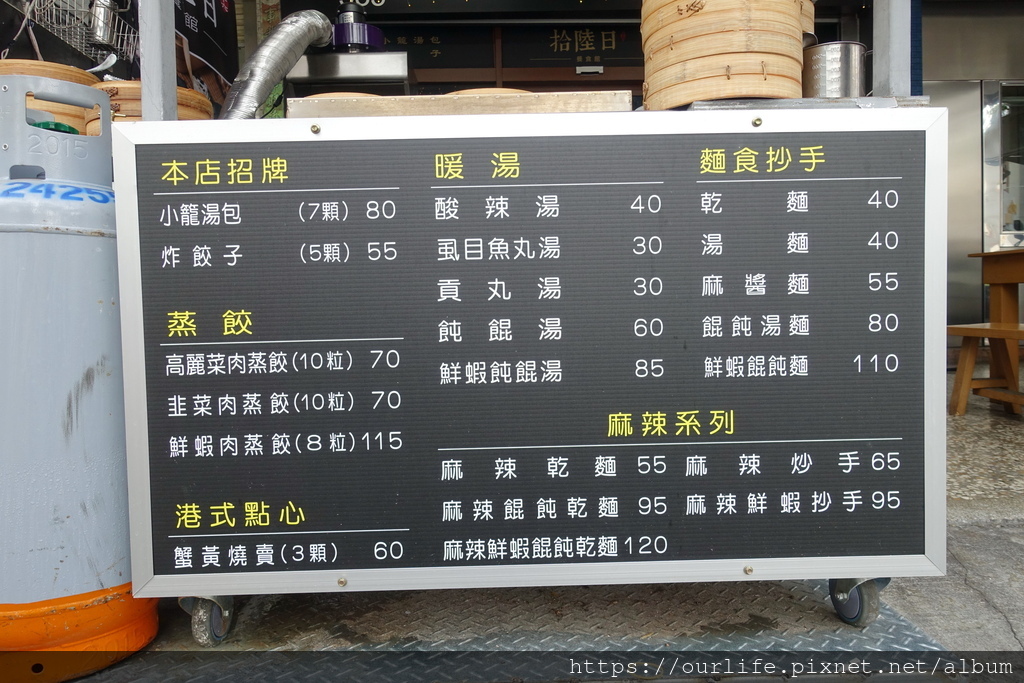 拾陸日
2015
24255
本店招牌
小籠湯包 (7顆) 80
炸餃子 (5顆) 55
蒸餃
高麗菜肉蒸餃(10粒) 70
韭菜肉蒸餃(10粒) 70
鮮蝦肉蒸餃(8粒) 115
港式點心
蟹黃燒賣(3顆) 60
暖湯
酸辣湯 40
虱目魚丸湯 30
貢丸湯 30
飩餛湯 60
鮮蝦飩餛湯 85
麵食抄手
乾麵 40
湯麵 40
麻醬麵 55
餛飩湯麵 80
鮮蝦餛飩麵 110
麻辣系列
麻辣乾麵 55 麻辣炒手 65
麻辣餛飩乾麵 95 麻辣鮮蝦抄手 95
麻辣鮮蝦餛飩乾麵 120
https://ourlife.pixnet.net/album